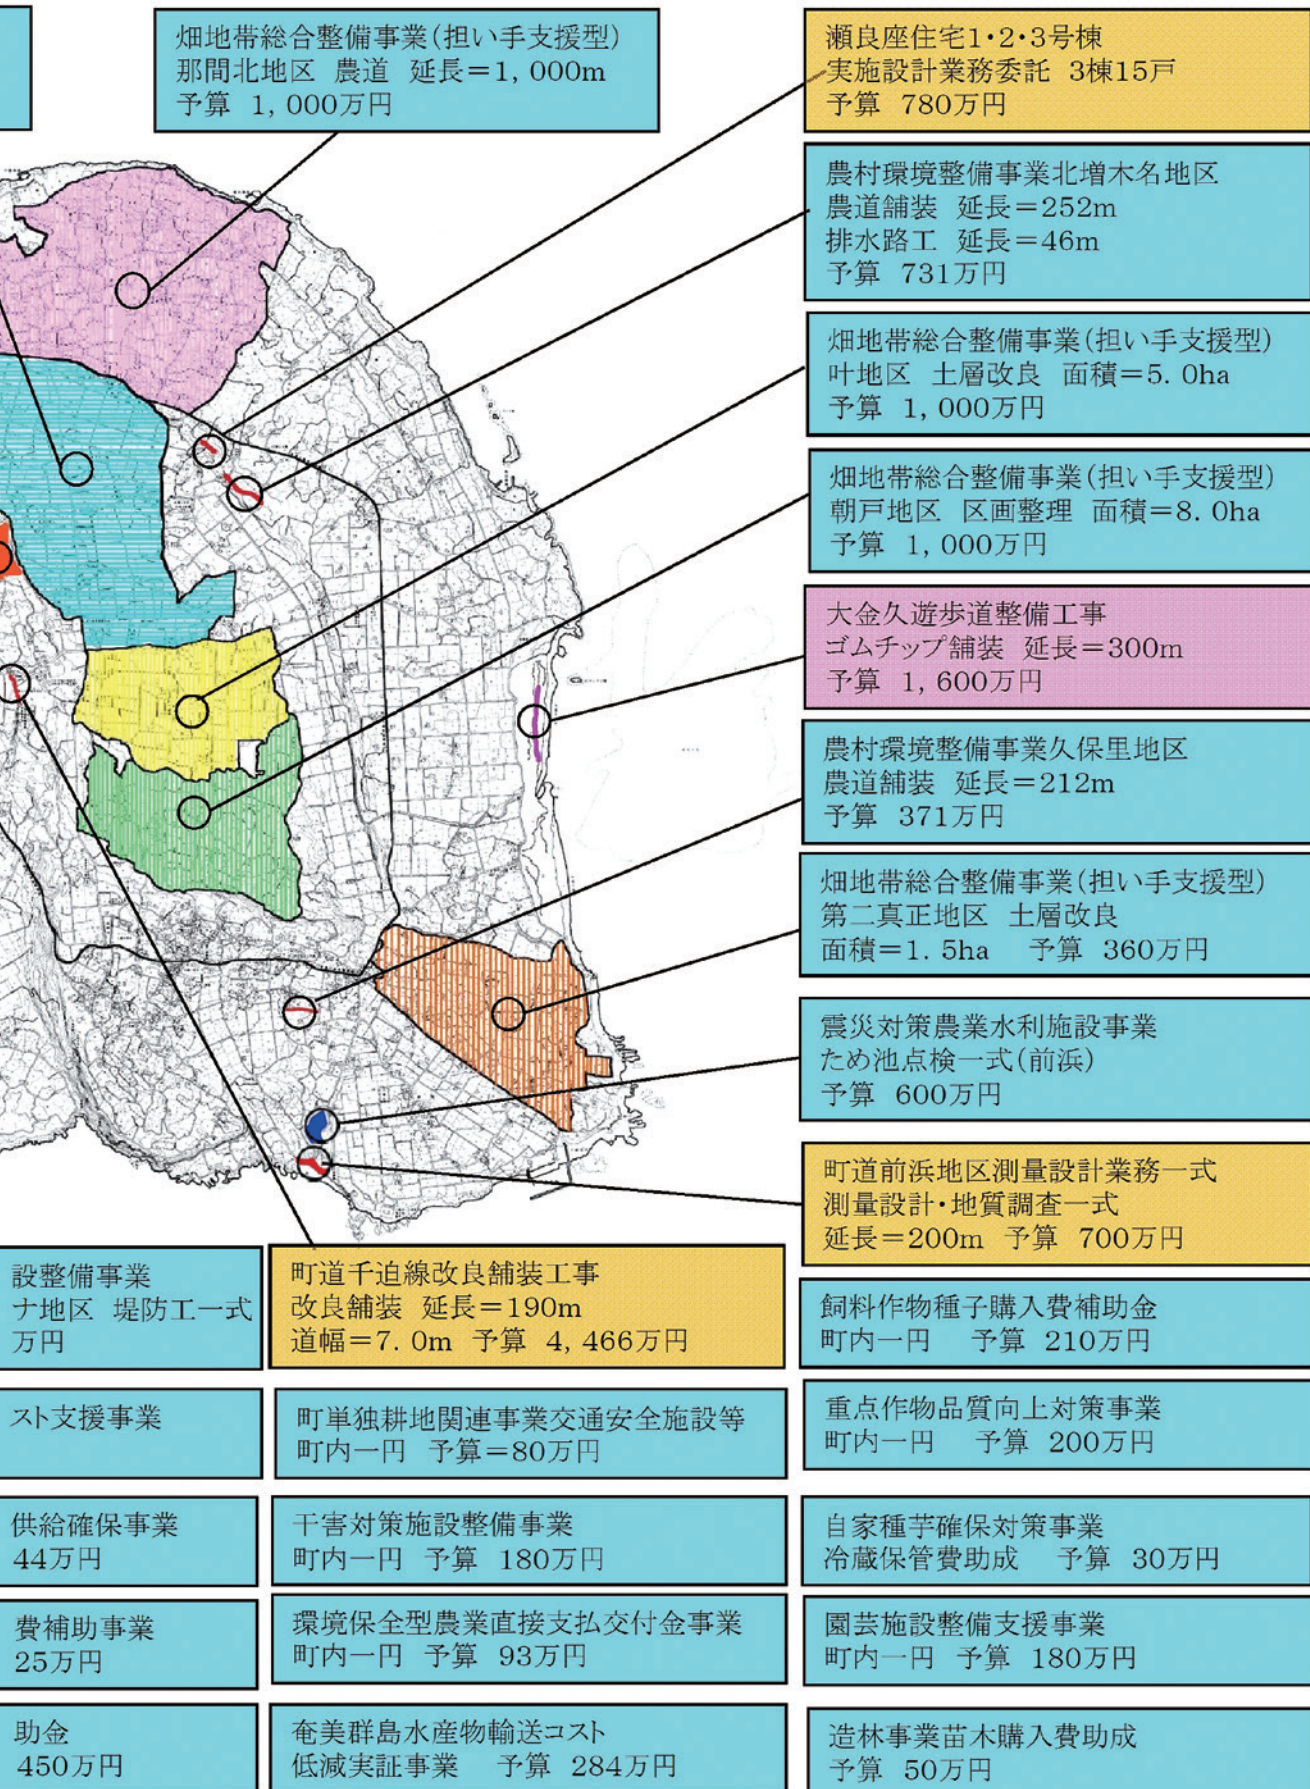 畑地帯総合整備事業(担い手支援型)
那間北地区 農道 延長＝1,000m
予算 1,000万円
瀬良座住宅1・2・3号棟
実施設計業務委託 3棟15戸
予算 780万円
農村環境整備事業北増木名地区
農道舗装 延長＝252m
排水路工 延長＝46m
予算 731万円
畑地帯総合整備事業(担い手支援型)
叶地区 土層改良 面積＝5.0ha
予算 1,000万円
畑地帯総合整備事業(担い手支援型)
朝戸地区 区画整理 面積＝8.0ha
予算 1,000万円
大金久遊歩道整備工事
ゴムチップ舗装 延長＝300m
予算 1,600万円
農村環境整備事業久保里地区
農道舗装 延長＝212m
予算 371万円
畑地帯総合整備事業(担い手支援型)
第二真正地区 土層改良
面積＝1.5ha 予算 360万円
震災対策農業水利施設事業
ため池点検一式(前浜)
予算 600万円
町道前浜地区測量設計業務一式
測量設計・地質調査一式
延長＝200m 予算 700万円
設整備事業
ナ地区 堤防工一式
万円
町道千迫線改良舗装工事
改良舗装 延長＝190m
道幅＝7.0m 予算 4,466万円
飼料作物種子購入費補助金
町内一円 予算 210万円
スト支援事業
町単独耕地関連事業交通安全施設等
町内一円 予算＝80万円
重点作物品質向上対策事業
町内一円 予算 200万円
供給確保事業
44万円
干害対策施設整備事業
町内一円 予算 180万円
自家種芋確保対策事業
冷蔵保管費助成 予算 30万円
費補助事業
25万円
環境保全型農業直接支払交付金事業
町内一円 予算 93万円
園芸施設整備支援事業
町内一円 予算 180万円
助金
450万円
奄美群島水産物輸送コスト
低減実証事業 予算 284万円
造林事業苗木購入費助成
予算 50万円